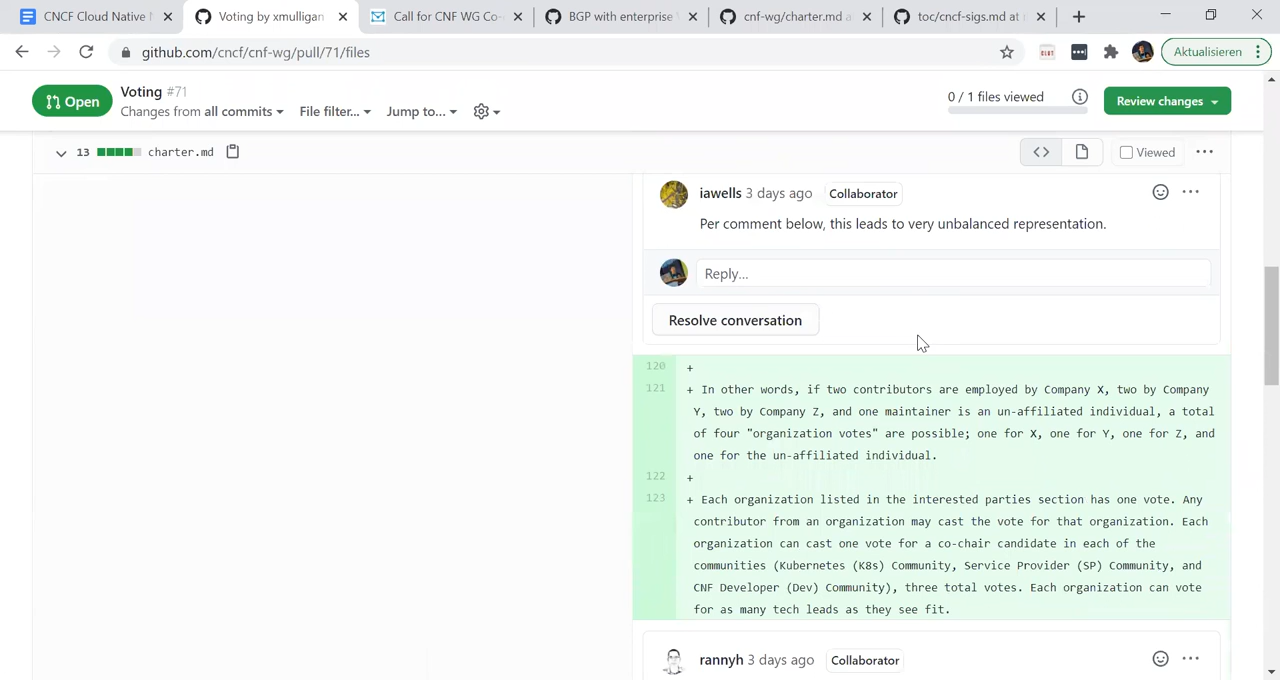 CNCF Cloud Native
Voting by xmulligan
Call for CNF WG Co-
BGP with enterprise
cnf-wg/charter.md a
toc/cncf-sigs.md at
github.com/cncf/cnf-wg/pull/71/files
Aktualisieren
Open
Voting #71
Changes from all commits
File filter...
Jump to...
0 / 1 files viewed
Review changes
13
charter.md
Viewed
iawells 3 days ago
Collaborator
Per comment below, this leads to very unbalanced representation.
Reply...
Resolve conversation
120 +
121 + In other words, if two contributors are employed by Company X, two by Company
Y, two by Company Z, and one maintainer is an un-affiliated individual, a total
of four "organization votes" are possible; one for X, one for Y, one for Z, and
one for the un-affiliated individual.
122 +
123 + Each organization listed in the interested parties section has one vote. Any
contributor from an organization may cast the vote for that organization. Each
organization can cast one vote for a co-chair candidate in each of the
communities (Kubernetes (K8s) Community, Service Provider (SP) Community, and
CNF Developer (Dev) Community), three total votes. Each organization can vote
for as many tech leads as they see fit.
rannyh 3 days ago
Collaborator